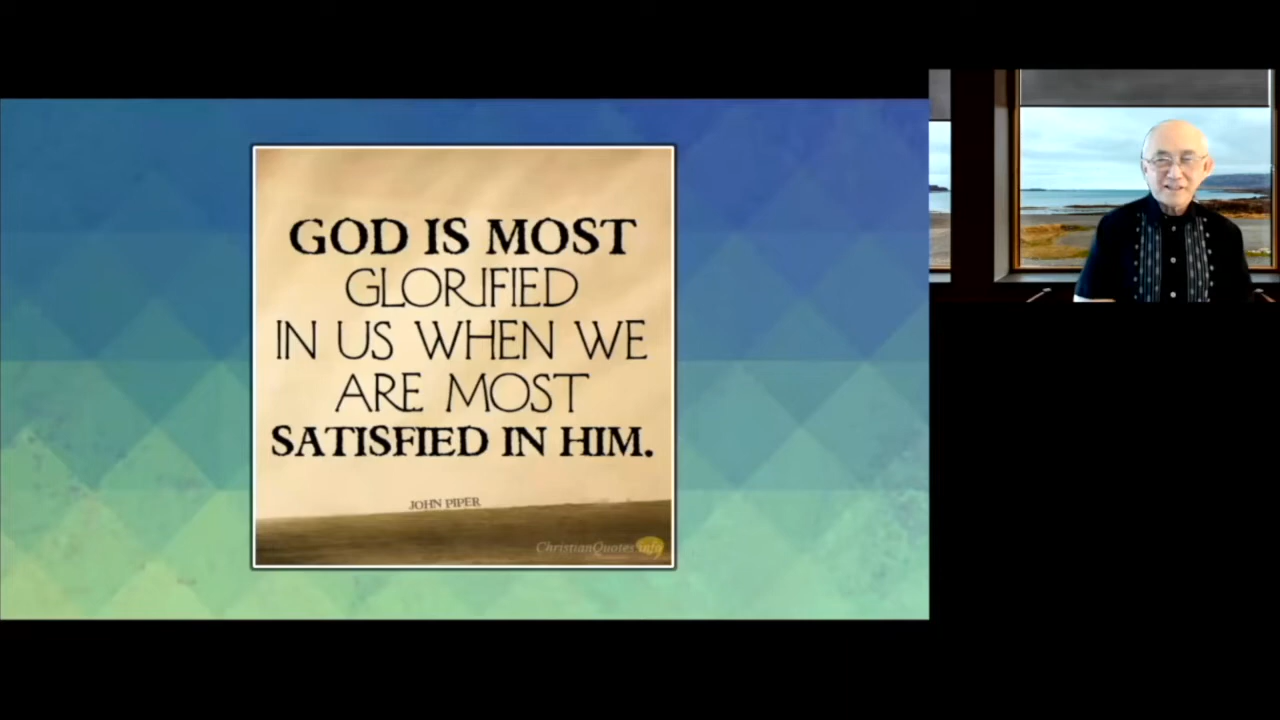 GOD IS MOST
GLORIFIED
IN US WHEN WE
ARE MOST
SATISFIED IN HIM.
JOHN PIPER
ChristianQuotes.info